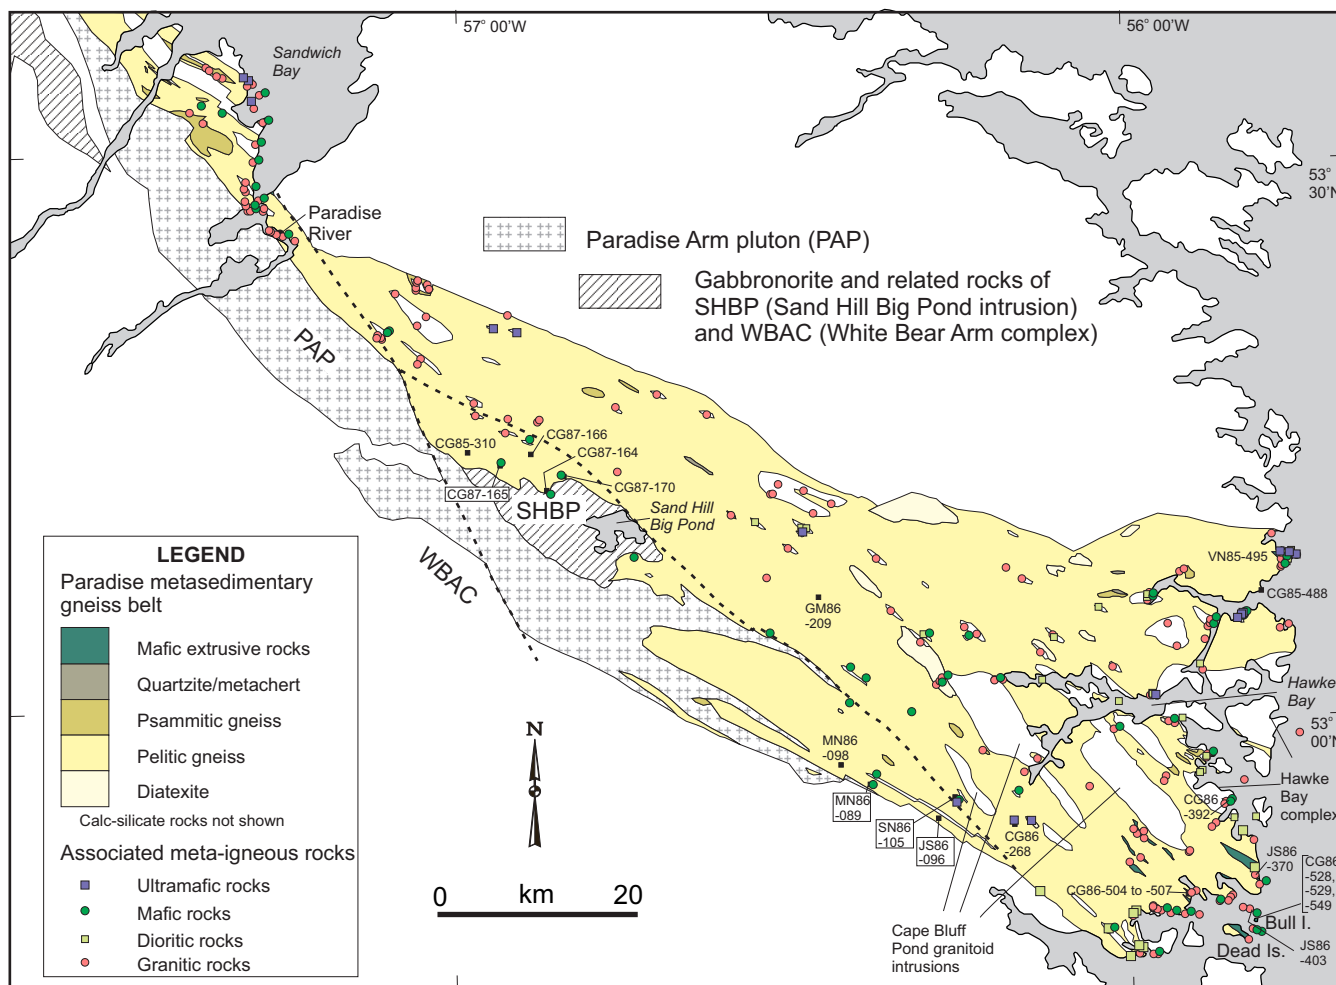 57° 00'W
56° 00'W
Sandwich
Bay
53°
30'N
Paradise
River
Paradise Arm pluton (PAP)
Gabbronorite and related rocks of
SHBP (Sand Hill Big Pond intrusion)
and WBAC (White Bear Arm complex)
PAP
CG87-166
CG85-310
CG87-164
CG87-170
CG87-165
SHBP
Sand Hill
Big Pond
WBAC
VN85-495
CG85-488
GM86
-209
LEGEND
Paradise metasedimentary
gneiss belt
Mafic extrusive rocks
Quartzite/metachert
Psammitic gneiss
Pelitic gneiss
Diatexite
Calc-silicate rocks not shown
Associated meta-igneous rocks
Ultramafic rocks
Mafic rocks
Dioritic rocks
Granitic rocks
N
0 km 20
Hawke
Bay
53°
00'N
MN86
-098
MN86
-089
SN86
-105
JS86
-096
CG86
-268
Hawke
Bay
complex
CG86
-392
JS86
-370
CG86
-528,
-529,
-549
CG86-504 to -507
Bull I.
Dead Is.
JS86
-403
Cape Bluff
Pond granitoid
intrusions